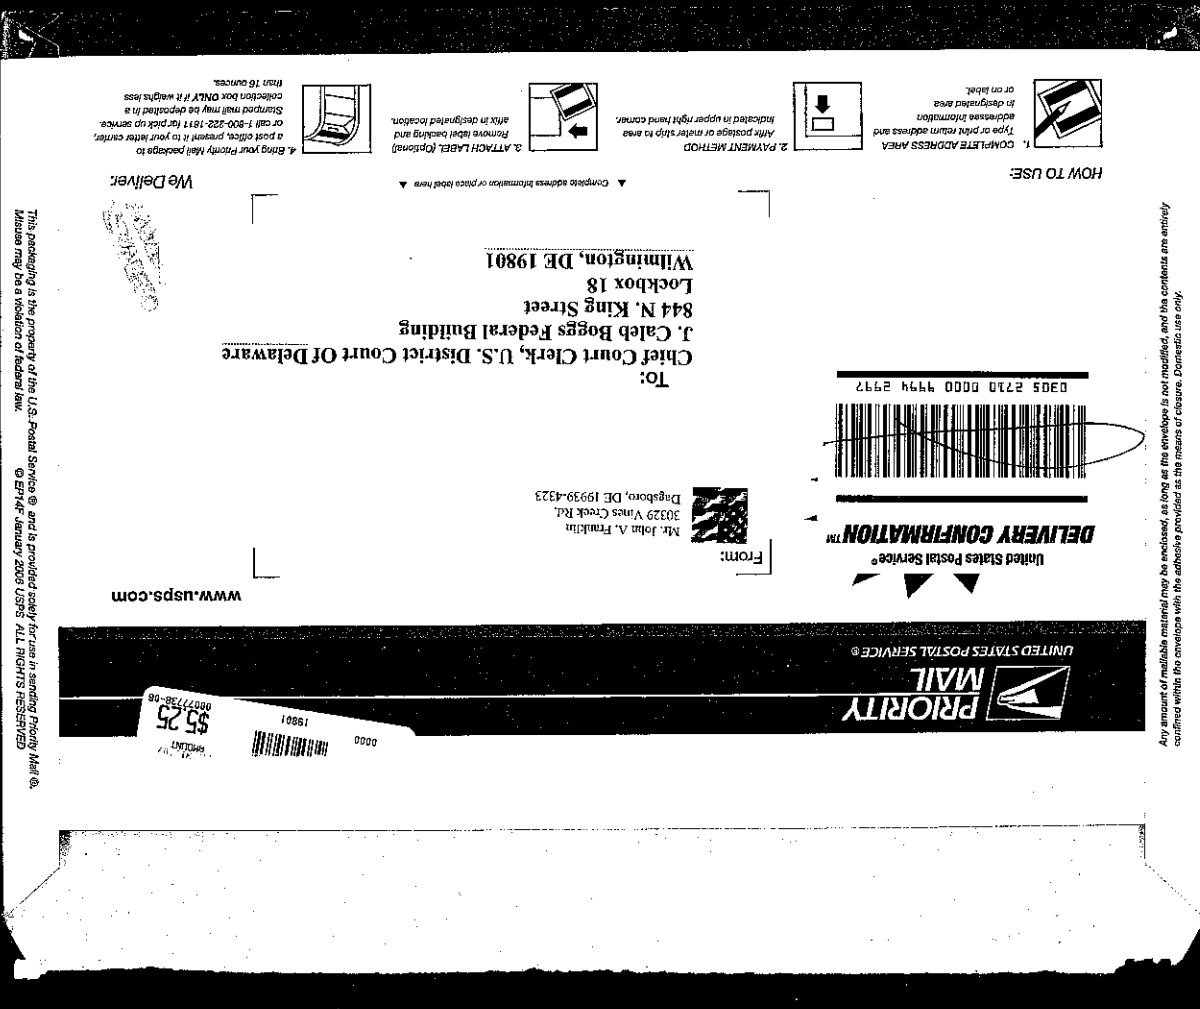 PRIORITY
MAIL
UNITED STATES POSTAL SERVICE ®
0000
19801
AMOUNT
$5.25
00077738-08
www.usps.com
United States Postal Service®
DELIVERY CONFIRMATION™
0305 2710 0000 9994 2997
From:
Mr. John A. Franklin
30329 Vines Creek Rd.
Dagsboro, DE 19939-4323
To:
Chief Court Clerk, U.S. District Court Of Delaware
J. Caleb Boggs Federal Building
844 N. King Street
Lockbox 18
Wilmington, DE 19801
▲ Complete address information or place label here ▲
We Deliver.
HOW TO USE:
1. COMPLETE ADDRESS AREA
Type or print return address and
addressee information
in designated area
or on label.
2. PAYMENT METHOD
Affix postage or meter strip to area
indicated in upper right hand corner.
3. ATTACH LABEL (Optional)
Remove label backing and
affix in designated location.
4. Bring your Priority Mail package to
a post office, present it to your letter carrier,
or call 1-800-222-1811 for pick up service.
Stamped mail may be deposited in a
collection box ONLY if it weighs less
than 16 ounces.
This packaging is the property of the U.S. Postal Service ® and is provided solely for use in sending Priority Mail ®.
Misuse may be a violation of federal law. © EP14F January 2006 USPS ALL RIGHTS RESERVED
Any amount of mailable material may be enclosed, as long as the envelope is not modified, and the contents are entirely
confined within the envelope with the adhesive provided as the means of closure. Domestic use only.